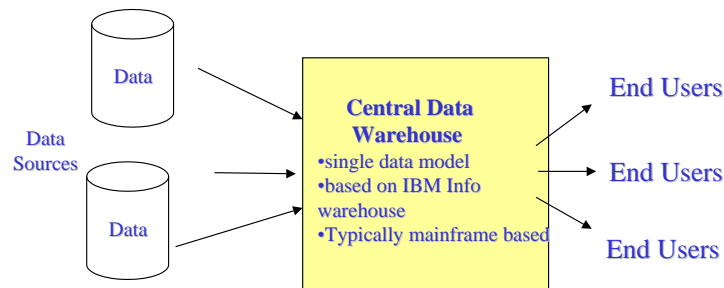 Data
Data
Sources
Data
Central Data
Warehouse
•single data model
•based on IBM Info
warehouse
•Typically mainframe based
End Users
End Users
End Users